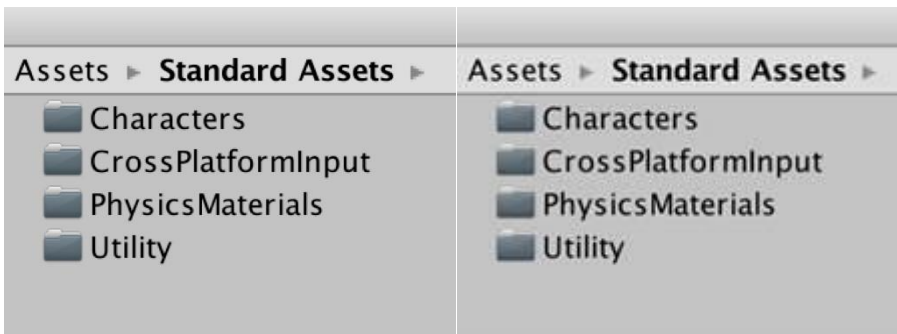 Assets ▸ Standard Assets ▸
Characters
CrossPlatformInput
PhysicsMaterials
Utility
Assets ▸ Standard Assets ▸
Characters
CrossPlatformInput
PhysicsMaterials
Utility